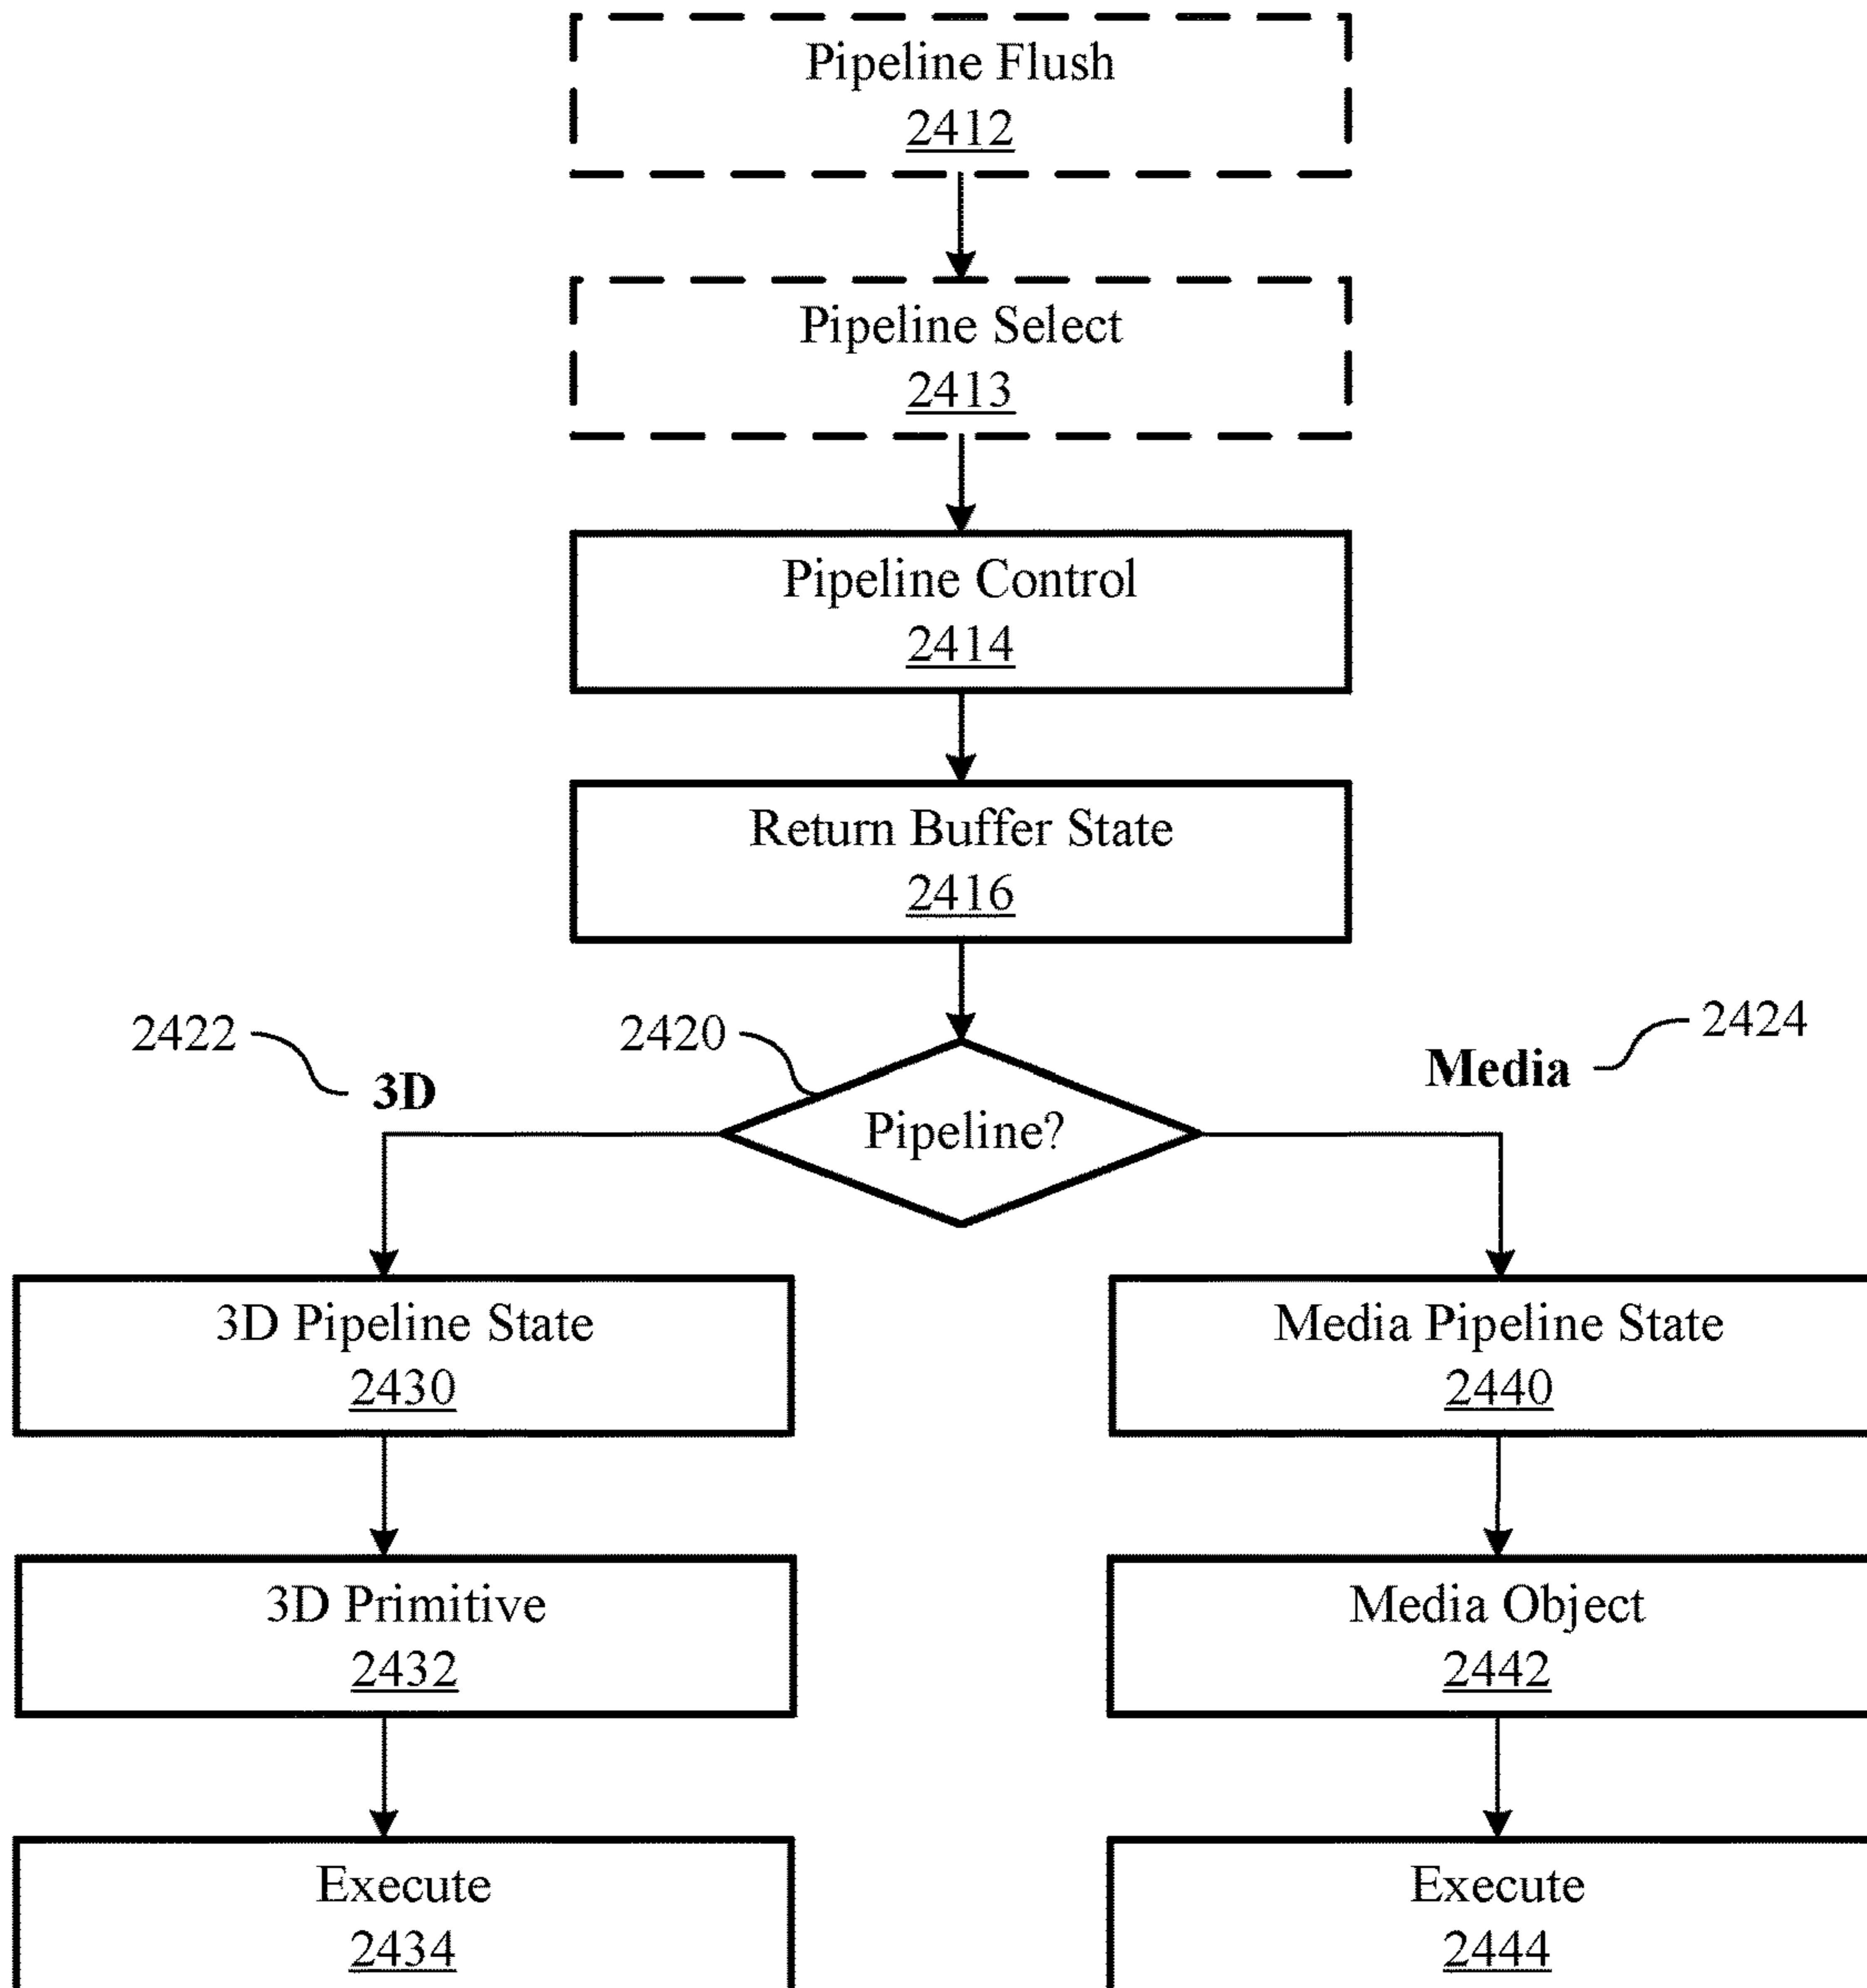 Pipeline Flush
2412
Pipeline Select
2413
Pipeline Control
2414
Return Buffer State
2416
2422
2420
2424
3D
Media
Pipeline?
3D Pipeline State
2430
Media Pipeline State
2440
3D Primitive
2432
Media Object
2442
Execute
2434
Execute
2444